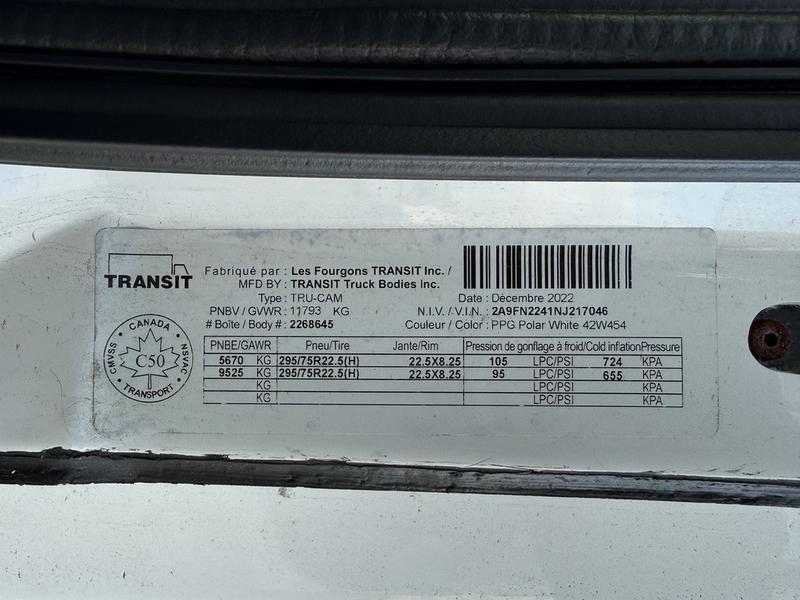 TRANSIT
Fabriqué par : Les Fourgons TRANSIT Inc. /
MFD BY : TRANSIT Truck Bodies Inc.
Type : TRU-CAM
Date : Décembre 2022
PNBV / GVWR : 11793 KG
N.I.V. / V.I.N. : 2A9FN2241NJ217046
# Boîte / Body # : 2268645
Couleur / Color : PPG Polar White 42W454
CANADA
CMVSS
NSVAC
C50
TRANSPORT
PNBE/GAWR Pneu/Tire Jante/Rim Pression de gonflage à froid/Cold inflationPressure
5670 KG 295/75R22.5(H) 22.5X8.25 105 LPC/PSI 724 KPA
9525 KG 295/75R22.5(H) 22.5X8.25 95 LPC/PSI 655 KPA
KG LPC/PSI KPA
KG LPC/PSI KPA